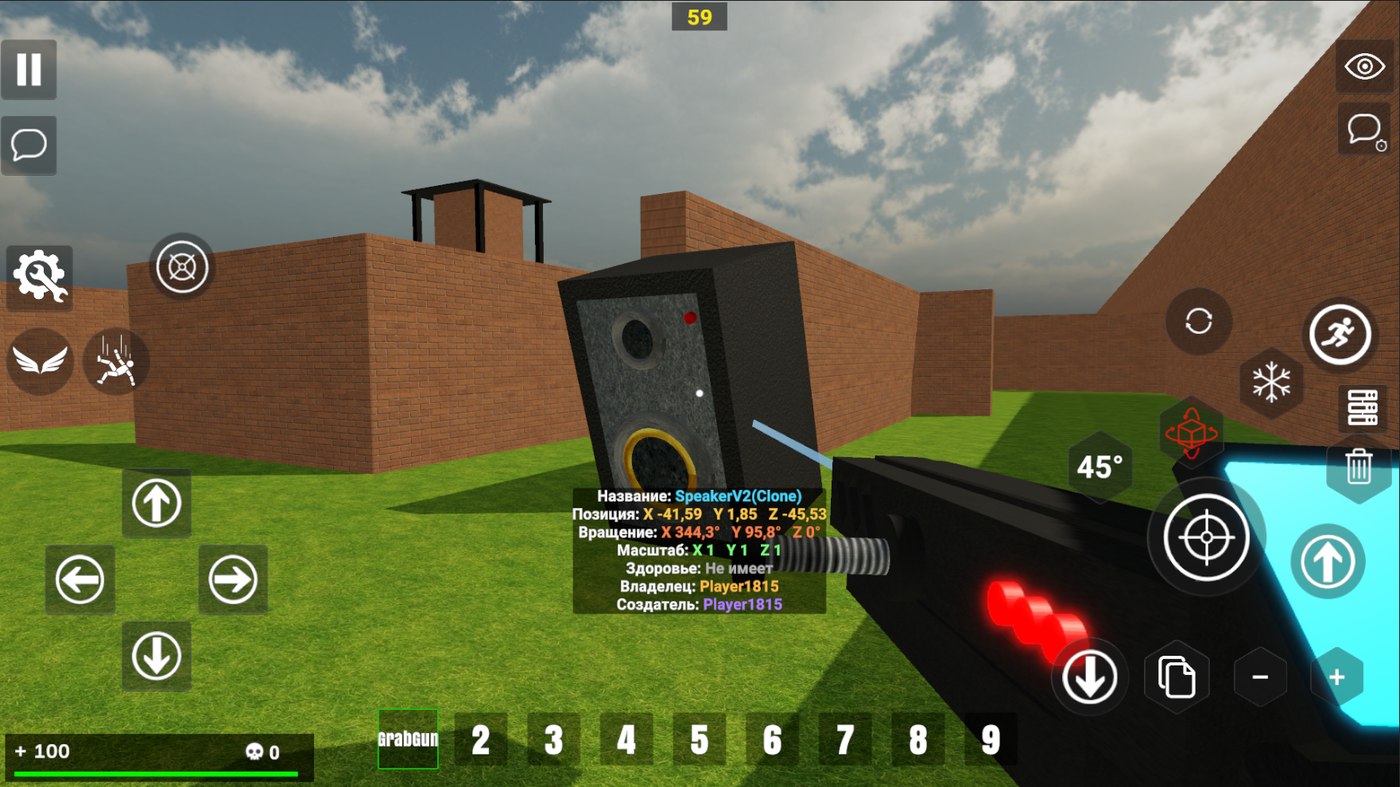 59
45°
Название: SpeakerV2(Clone)
Позиция: X -41,59 Y 1,85 Z -45,53
Вращение: X 344,3° Y 95,8° Z 0°
Масштаб: X 1 Y 1 Z 1
Здоровье: Не имеет
Владелец: Player1815
Создатель: Player1815
+ 100
0
GrabGun
2
3
4
5
6
7
8
9